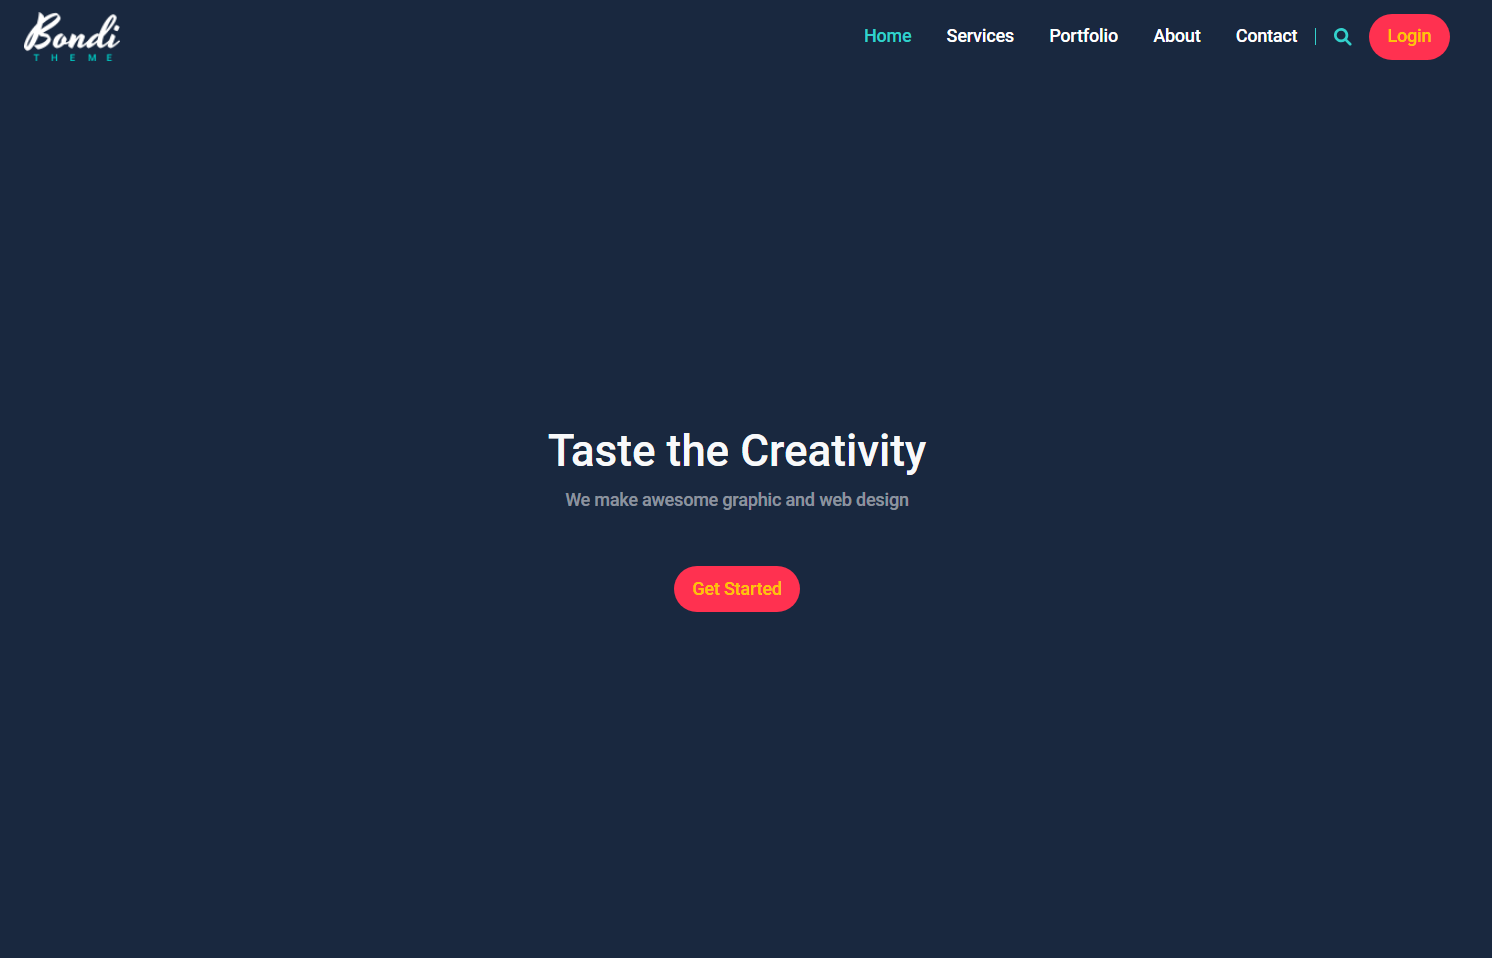 Bondi
THEME
Home Services Portfolio About Contact | Login
Taste the Creativity
We make awesome graphic and web design
Get Started